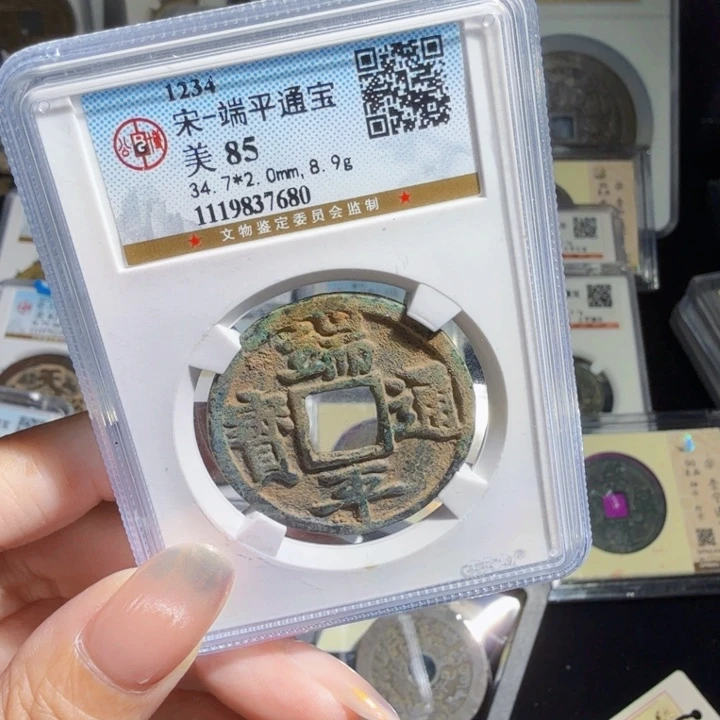 1234
宋-端平通宝
美 85
34.7*2.0mm, 8.9g
1119837680
★ 文物鉴定委员会监制 ★
端
平
通
寶